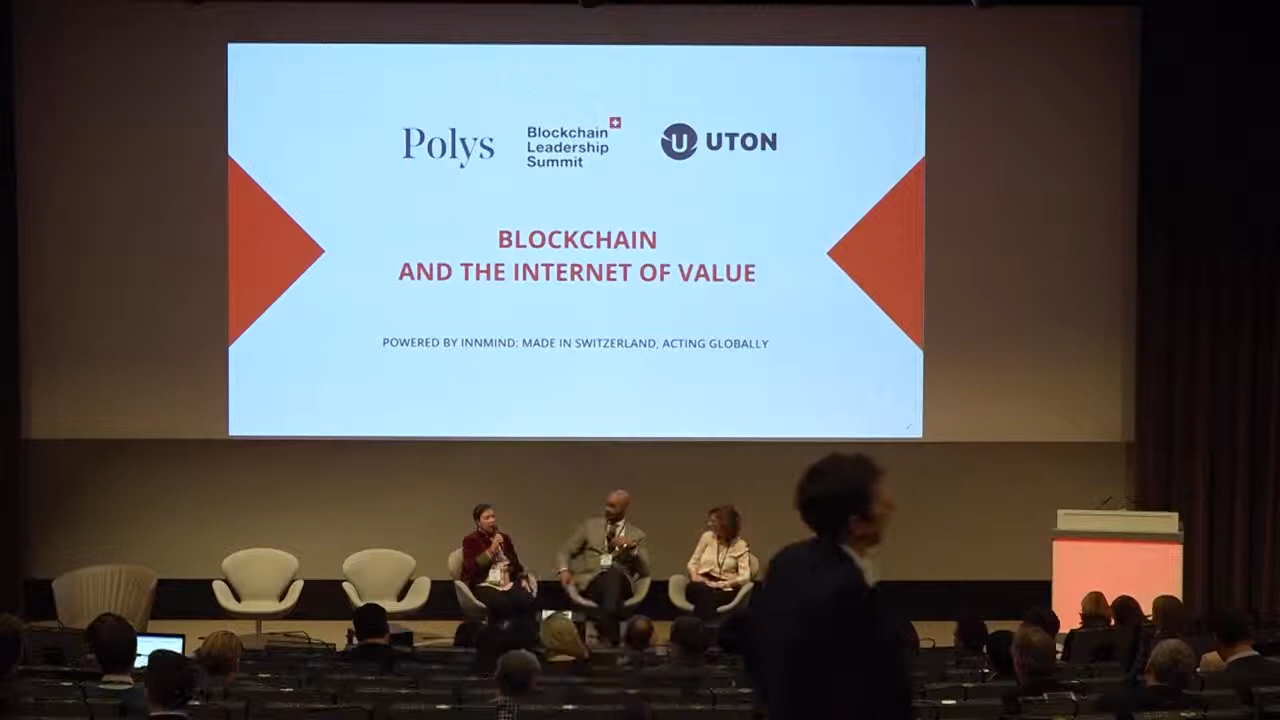 Polys
Blockchain
Leadership
Summit
U UTON
BLOCKCHAIN
AND THE INTERNET OF VALUE
POWERED BY INNMIND: MADE IN SWITZERLAND, ACTING GLOBALLY